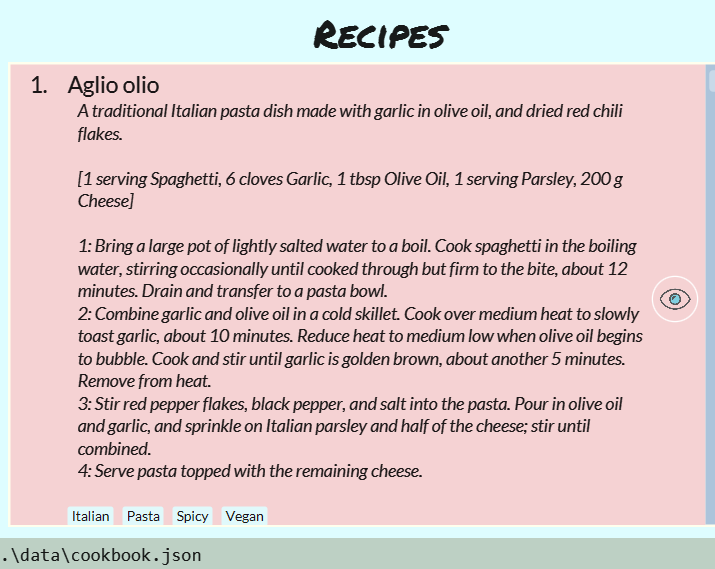 RECIPES
1. Aglio olio
A traditional Italian pasta dish made with garlic in olive oil, and dried red chili
flakes.
[1 serving Spaghetti, 6 cloves Garlic, 1 tbsp Olive Oil, 1 serving Parsley, 200 g
Cheese]
1: Bring a large pot of lightly salted water to a boil. Cook spaghetti in the boiling
water, stirring occasionally until cooked through but firm to the bite, about 12
minutes. Drain and transfer to a pasta bowl.
2: Combine garlic and olive oil in a cold skillet. Cook over medium heat to slowly
toast garlic, about 10 minutes. Reduce heat to medium low when olive oil begins
to bubble. Cook and stir until garlic is golden brown, about another 5 minutes.
Remove from heat.
3: Stir red pepper flakes, black pepper, and salt into the pasta. Pour in olive oil
and garlic, and sprinkle on Italian parsley and half of the cheese; stir until
combined.
4: Serve pasta topped with the remaining cheese.
Italian Pasta Spicy Vegan
.\data\cookbook.json